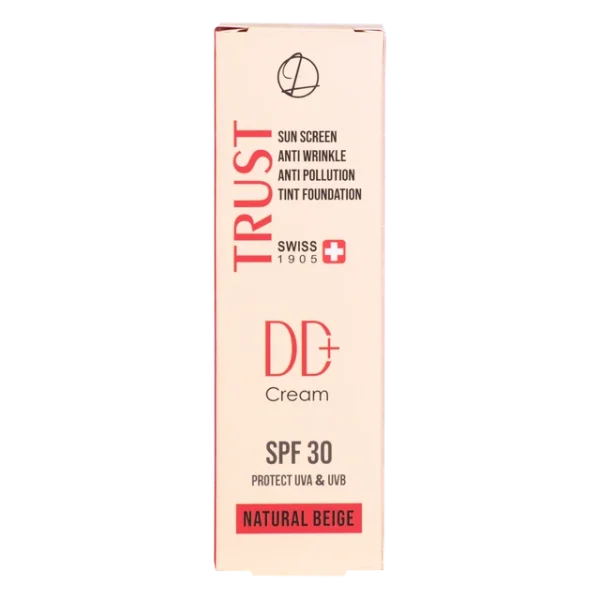 TRUST
SUN SCREEN
ANTI WRINKLE
ANTI POLLUTION
TINT FOUNDATION
SWISS
1905
DD+
Cream
SPF 30
PROTECT UVA & UVB
NATURAL BEIGE